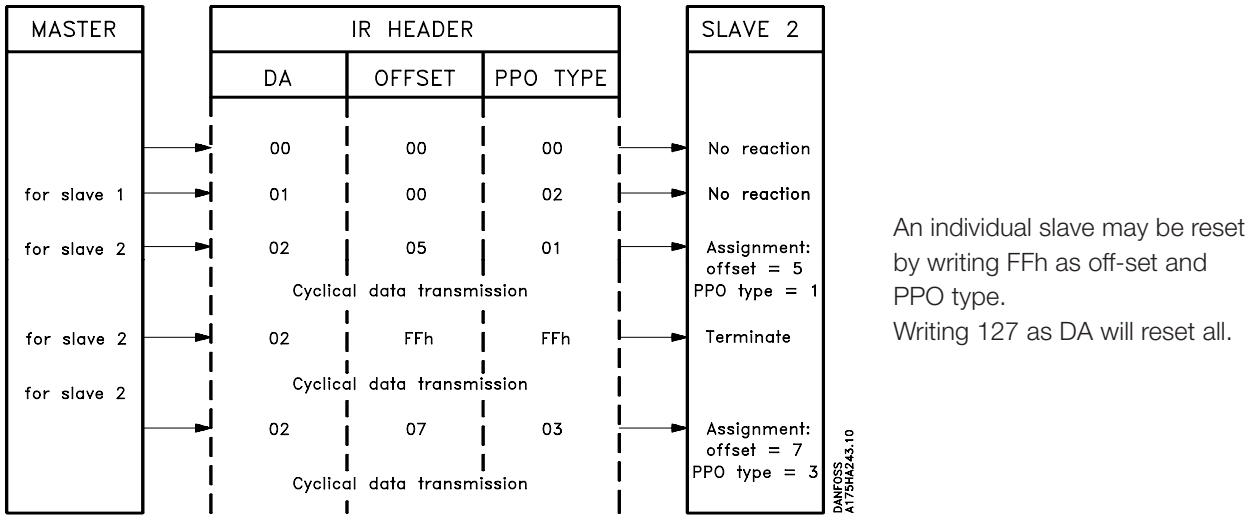 MASTER IR HEADER SLAVE 2
DA OFFSET PPO TYPE
00 00 00 No reaction
for slave 1 01 00 02 No reaction
for slave 2 02 05 01 Assignment:
offset = 5
Cyclical data transmission PPO type = 1
for slave 2 02 FFh FFh Terminate
Cyclical data transmission
for slave 2
02 07 03 Assignment:
offset = 7
PPO type = 3
Cyclical data transmission
DANFOSS
A175HA243.10
An individual slave may be reset
by writing FFh as off-set and
PPO type.
Writing 127 as DA will reset all.